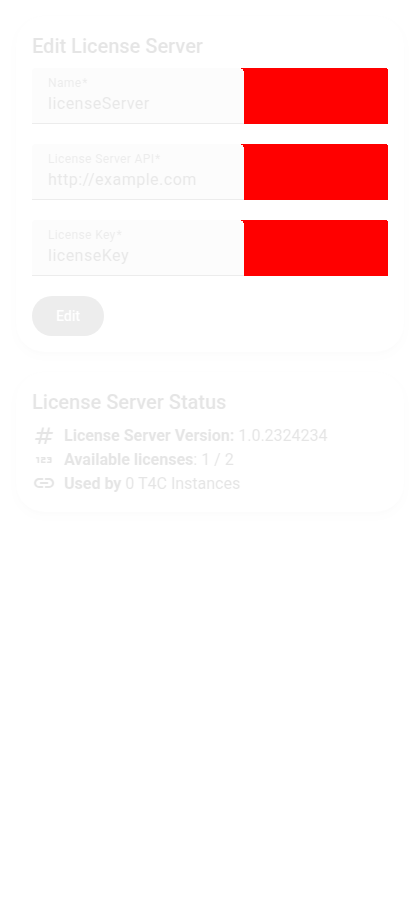 Edit License Server
Name*
licenseServer
License Server API*
http://example.com
License Key*
licenseKey
Edit
License Server Status
License Server Version: 1.0.2324234
Available licenses: 1 / 2
Used by 0 T4C Instances